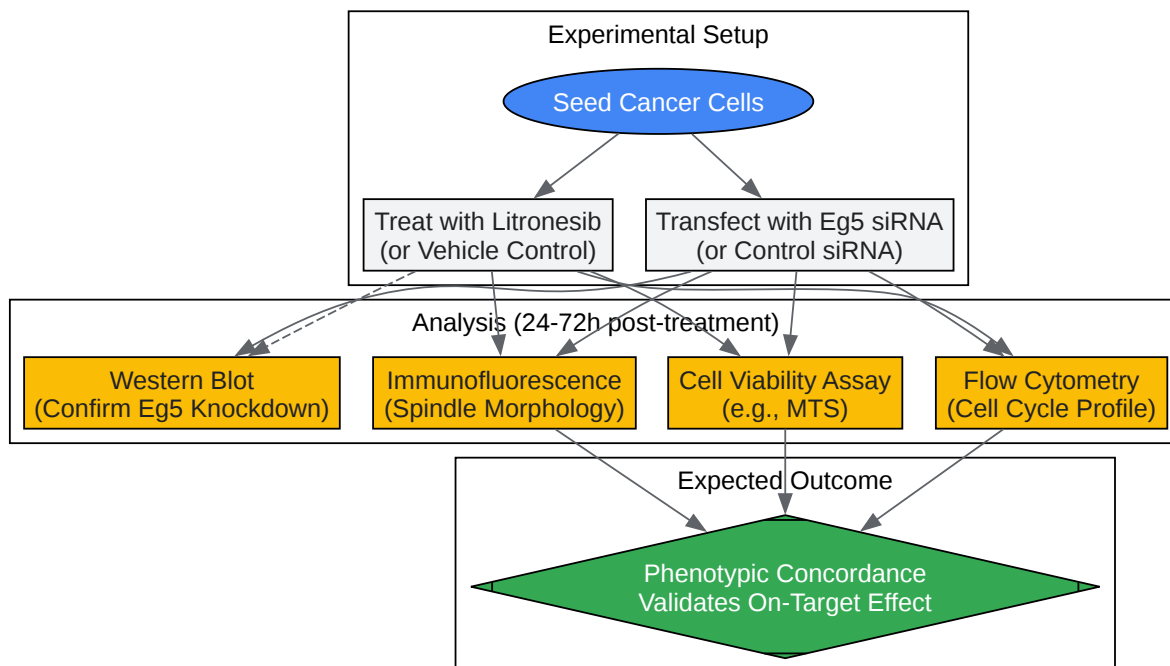 Experimental Setup
Seed Cancer Cells
Treat with Litronesib
(or Vehicle Control)
Transfect with Eg5 siRNA
(or Control siRNA)
Analysis (24-72h post-treatment)
Western Blot
(Confirm Eg5 Knockdown)
Immunofluorescence
(Spindle Morphology)
Cell Viability Assay
(e.g., MTS)
Flow Cytometry
(Cell Cycle Profile)
Expected Outcome
Phenotypic Concordance
Validates On-Target Effect